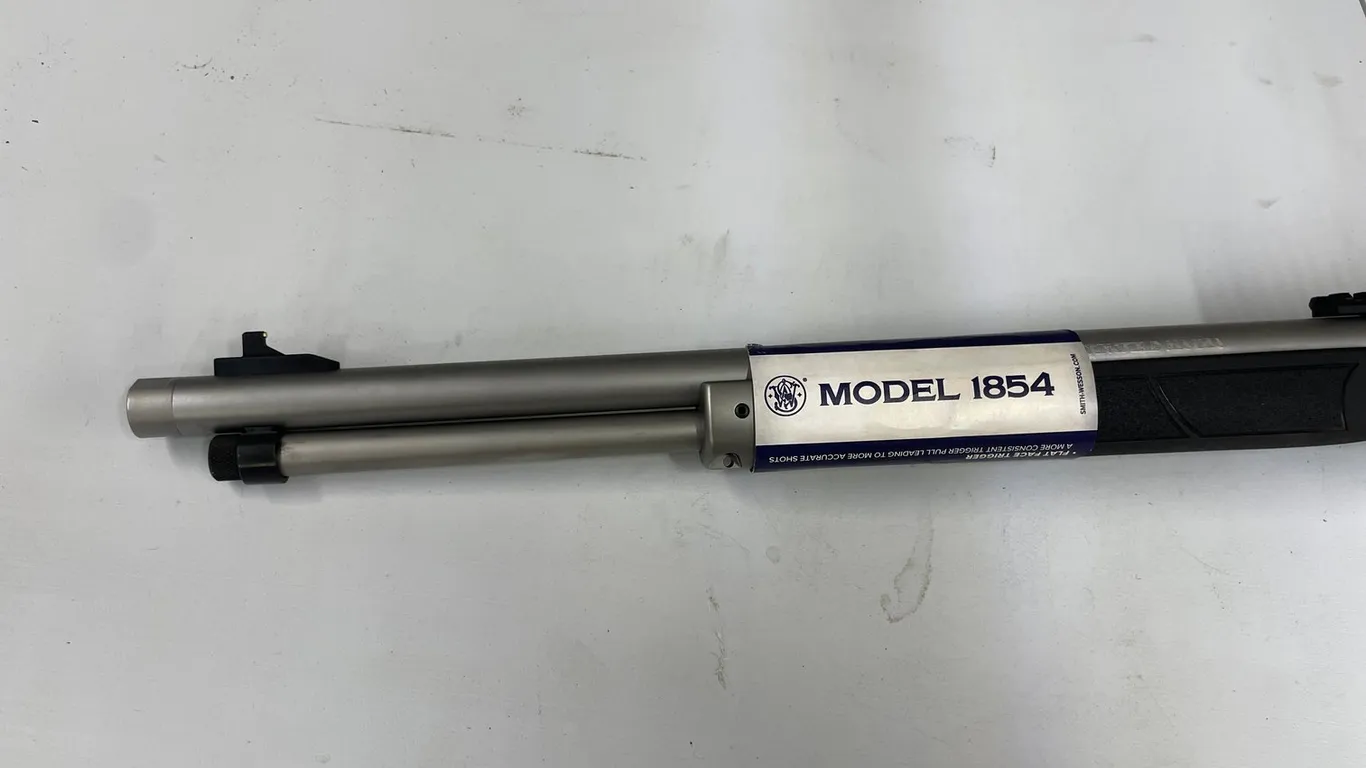 MODEL 1854
SMITH-WESSON.COM
• FLAT FACE TRIGGER
A MORE CONSISTENT TRIGGER PULL LEADING TO MORE ACCURATE SHOTS